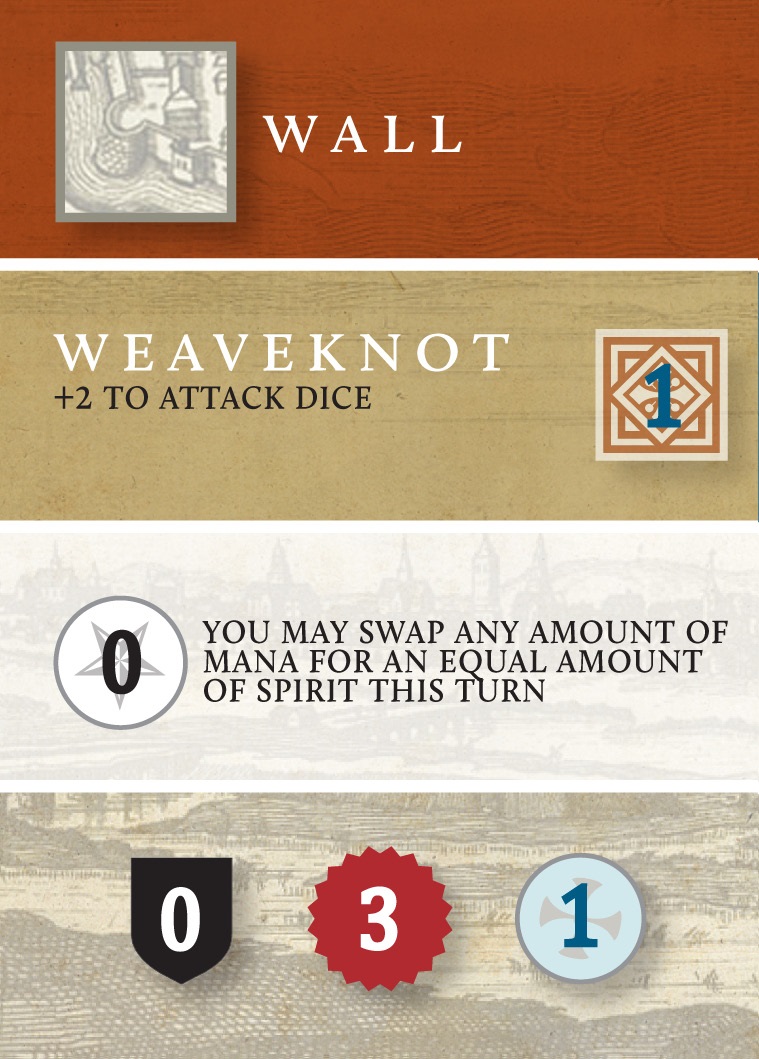 WALL
WEAVEKNOT
+2 TO ATTACK DICE
1
0
YOU MAY SWAP ANY AMOUNT OF
MANA FOR AN EQUAL AMOUNT
OF SPIRIT THIS TURN
0 3 1